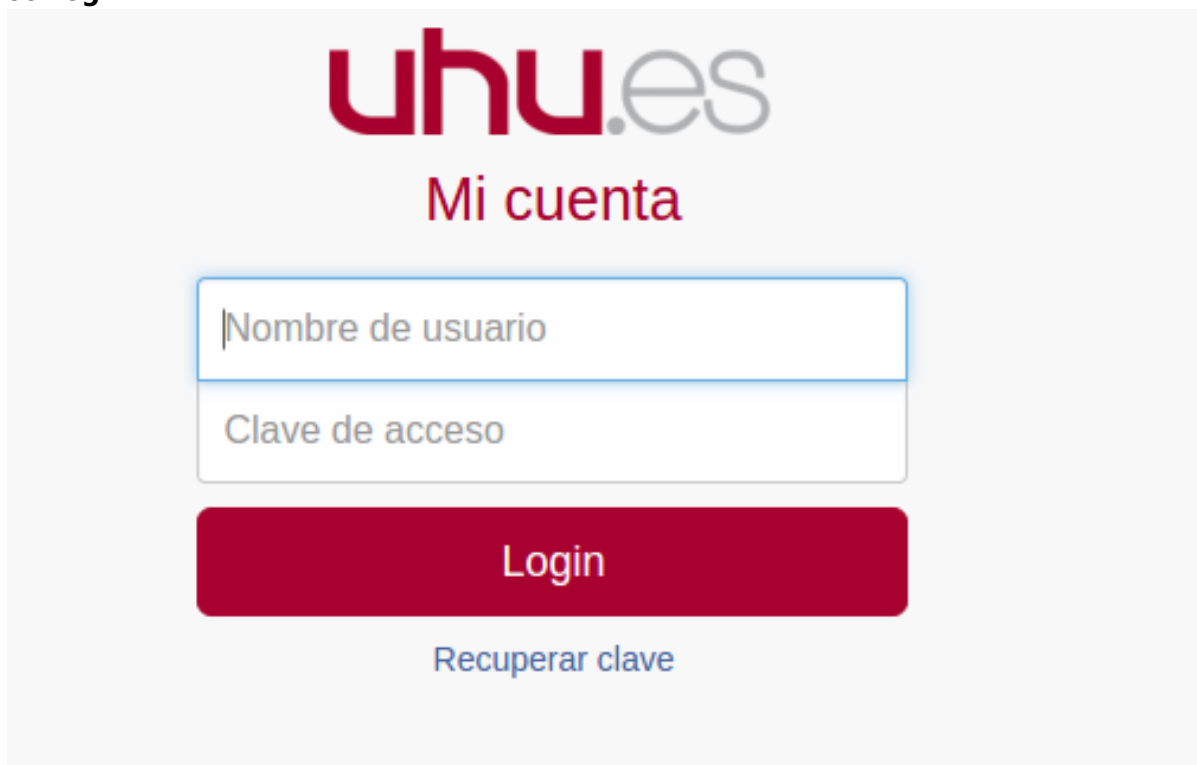 uhu.es
Mi cuenta
Nombre de usuario
Clave de acceso
Login
Recuperar clave